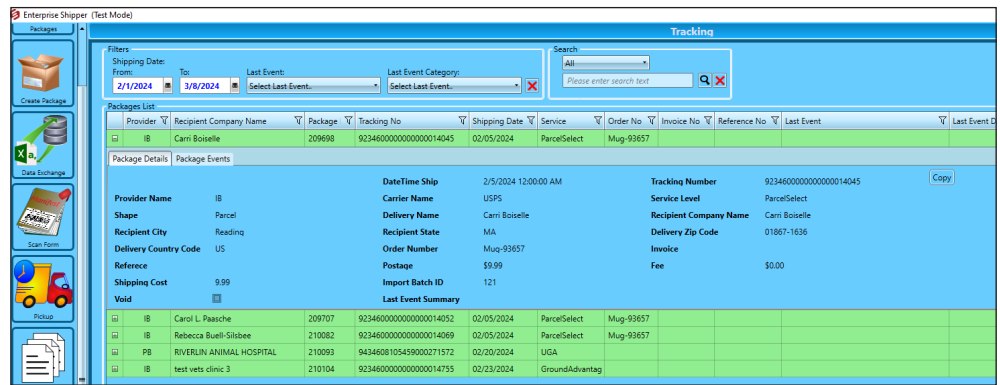 Enterprise Shipper (Test Mode)
Packages
Tracking
Filters
Shipping Date:
From: To: Last Event: Last Event Category:
2/1/2024 3/8/2024 Select Last Event.. Select Last Event..
Search
All
Please enter search text
Create Package
Data Exchange
Scan Form
Pickup
Packages List
Provider Recipient Company Name Package Tracking No Shipping Date Service Order No Invoice No Reference No Last Event Last Event D
IB Carri Boiselle 209698 9234600000000000014045 02/05/2024 ParcelSelect Mug-93657
Package Details Package Events
DateTime Ship 2/5/2024 12:00:00 AM Tracking Number 9234600000000000014045 Copy
Provider Name IB Carrier Name USPS Service Level ParcelSelect
Shape Parcel Delivery Name Carri Boiselle Recipient Company Name Carri Boiselle
Recipient City Reading Recipient State MA Delivery Zip Code 01867-1636
Delivery Country Code US Order Number Mug-93657 Invoice
Referece Postage $9.99 Fee $0.00
Shipping Cost 9.99 Import Batch ID 121
Void Last Event Summary
IB Carol L. Paasche 209707 9234600000000000014052 02/05/2024 ParcelSelect Mug-93657
IB Rebecca Buell-Silsbee 210082 9234600000000000014069 02/05/2024 ParcelSelect Mug-93657
PB RIVERLIN ANIMAL HOSPITAL 210093 9434608105459000271572 02/20/2024 UGA
IB test vets clinic 3 210104 9234600000000000014755 02/23/2024 GroundAdvantag